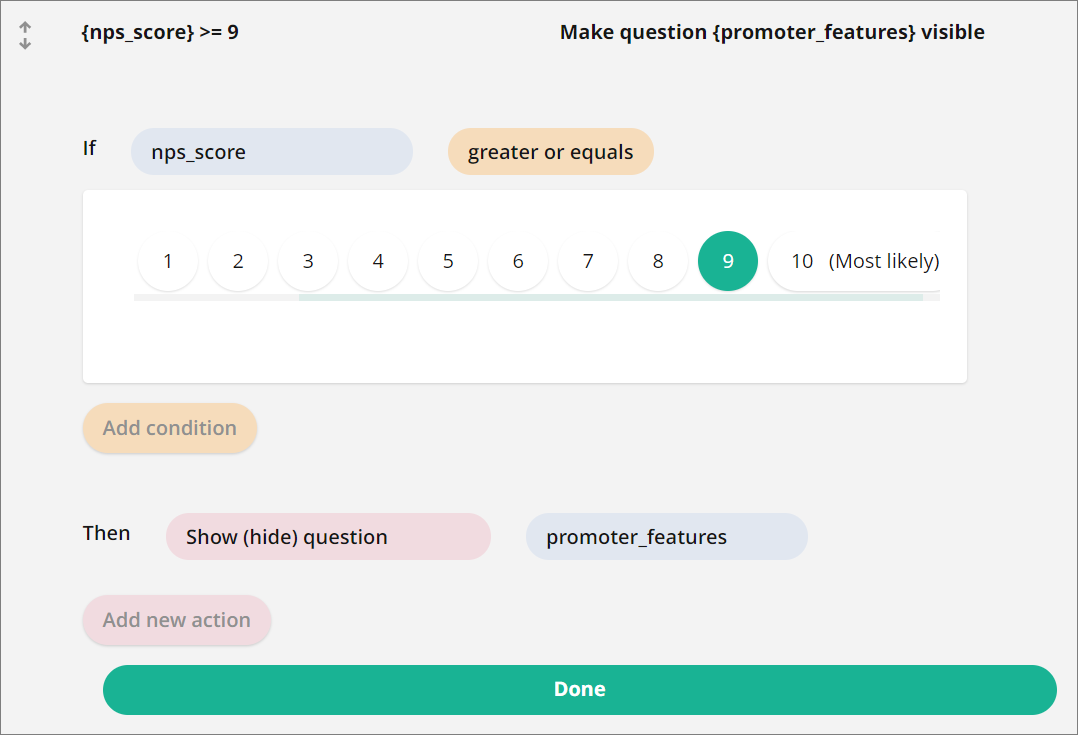 {nps_score} >= 9 Make question {promoter_features} visible
If nps_score greater or equals
1 2 3 4 5 6 7 8 9 10 (Most likely)
Add condition
Then Show (hide) question promoter_features
Add new action
Done